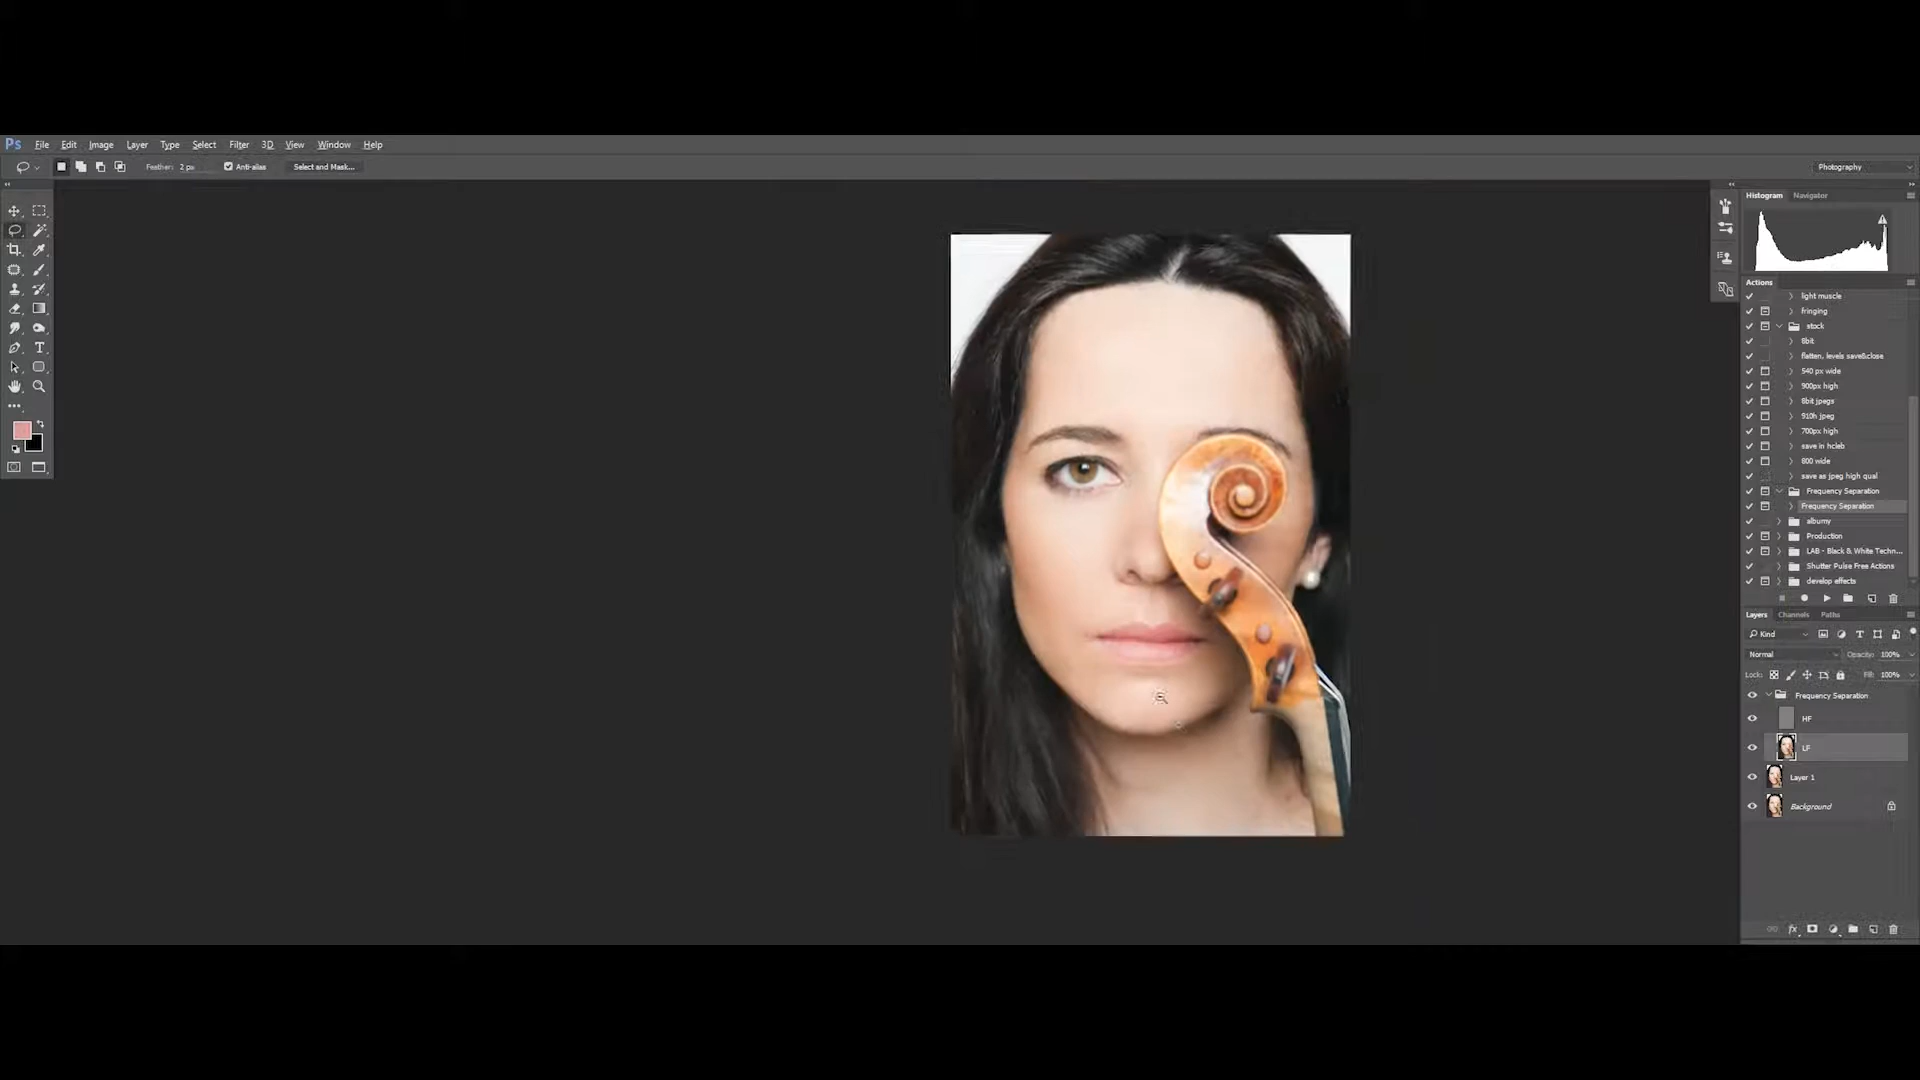 Ps File Edit Image Layer Type Select Filter 3D View Window Help
Feather: 2 px Anti-alias Select and Mask... Photography
Histogram Navigator
Actions
light muscle
fringing
stock
8bit
flatten, levels save&close
540 px wide
900px high
8bit jpegs
910h jpeg
700px high
save in hcleb
800 wide
save as jpeg high qual
Frequency Separation
Frequency Separation
albumy
Production
LAB - Black & White Techn...
Shutter Pulse Free Actions
develop effects
Layers Channels Paths
Kind
Normal Opacity: 100%
Lock: Fill: 100%
Frequency Separation
HF
LF
Layer 1
Background